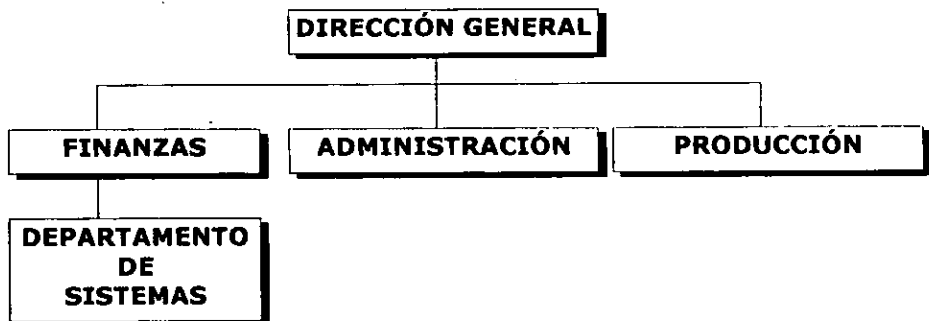 DIRECCIÓN GENERAL
FINANZAS
ADMINISTRACIÓN
PRODUCCIÓN
DEPARTAMENTO
DE
SISTEMAS